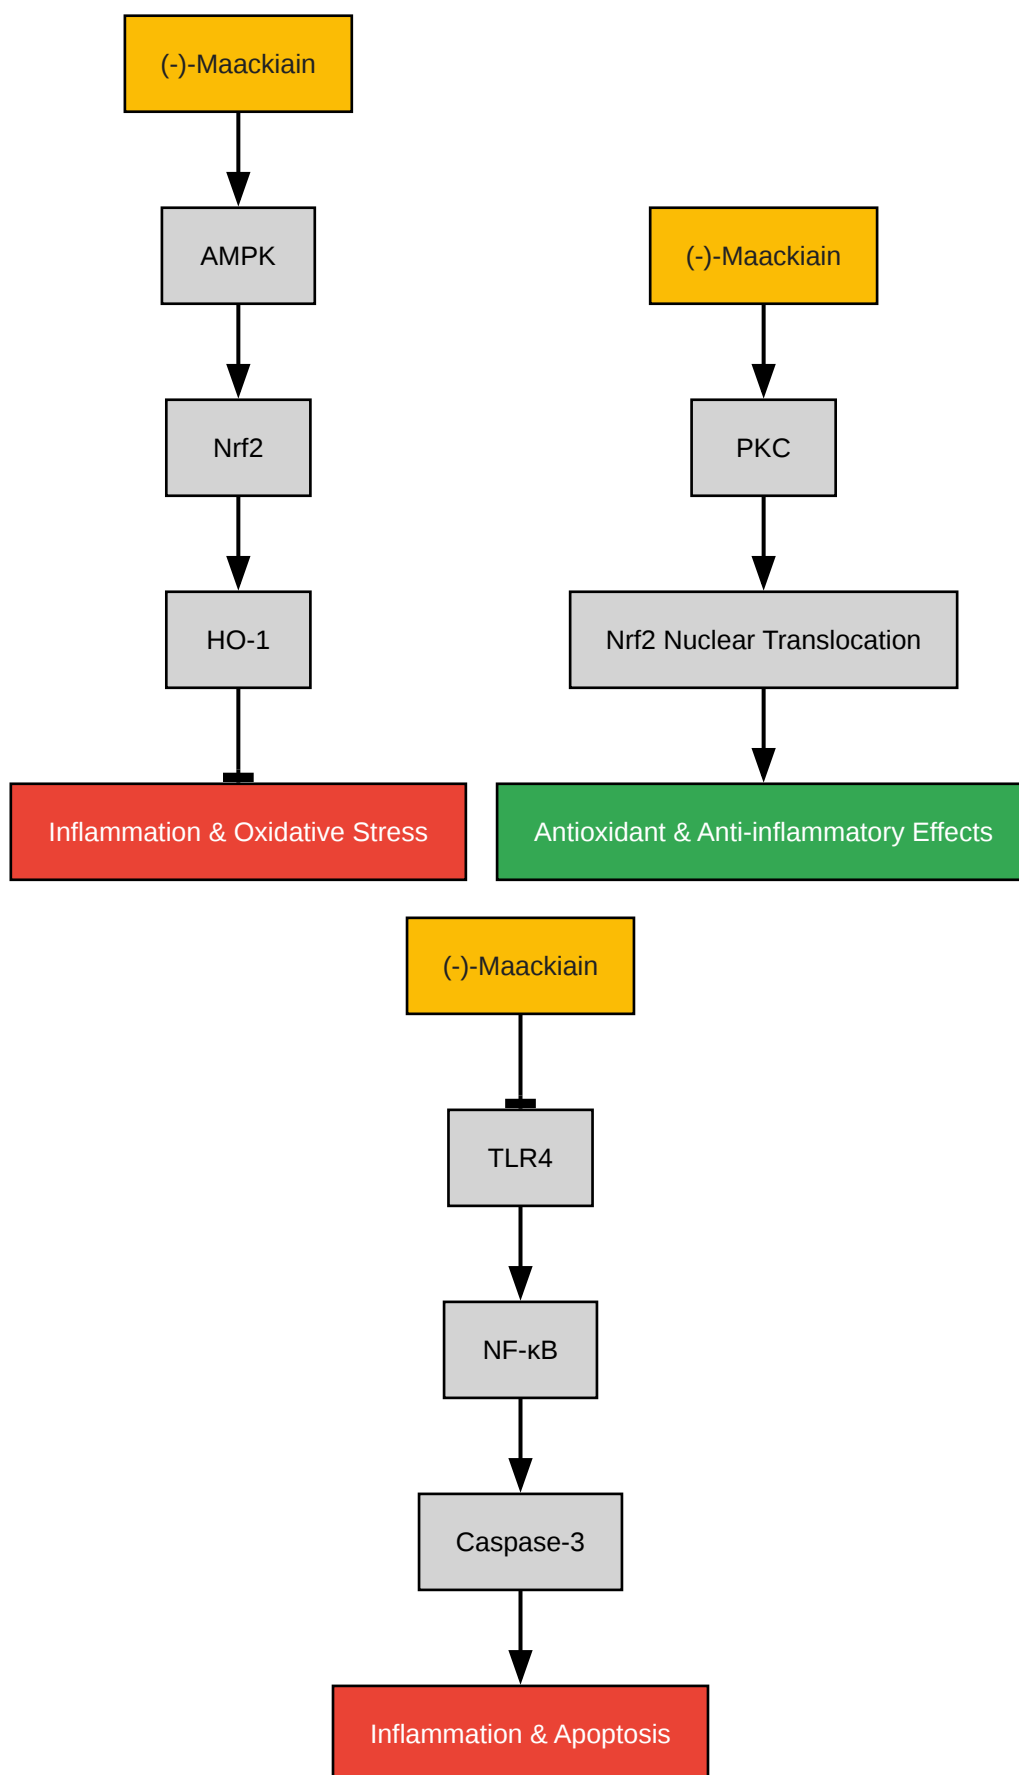 (-)-Maackiain
AMPK
Nrf2
HO-1
Inflammation & Oxidative Stress
(-)-Maackiain
PKC
Nrf2 Nuclear Translocation
Antioxidant & Anti-inflammatory Effects
(-)-Maackiain
TLR4
NF-κB
Caspase-3
Inflammation & Apoptosis